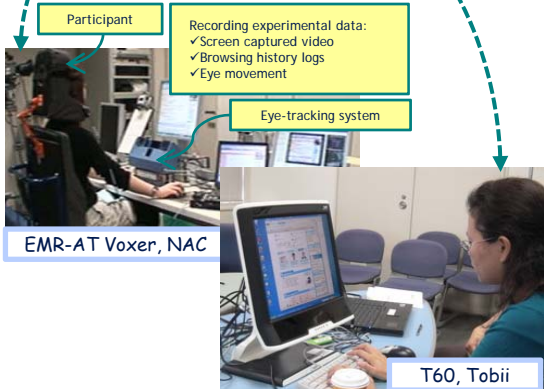 Participant
Recording experimental data:
✓Screen captured video
✓Browsing history logs
✓Eye movement
Eye-tracking system
EMR-AT Voxer, NAC
T60, Tobii